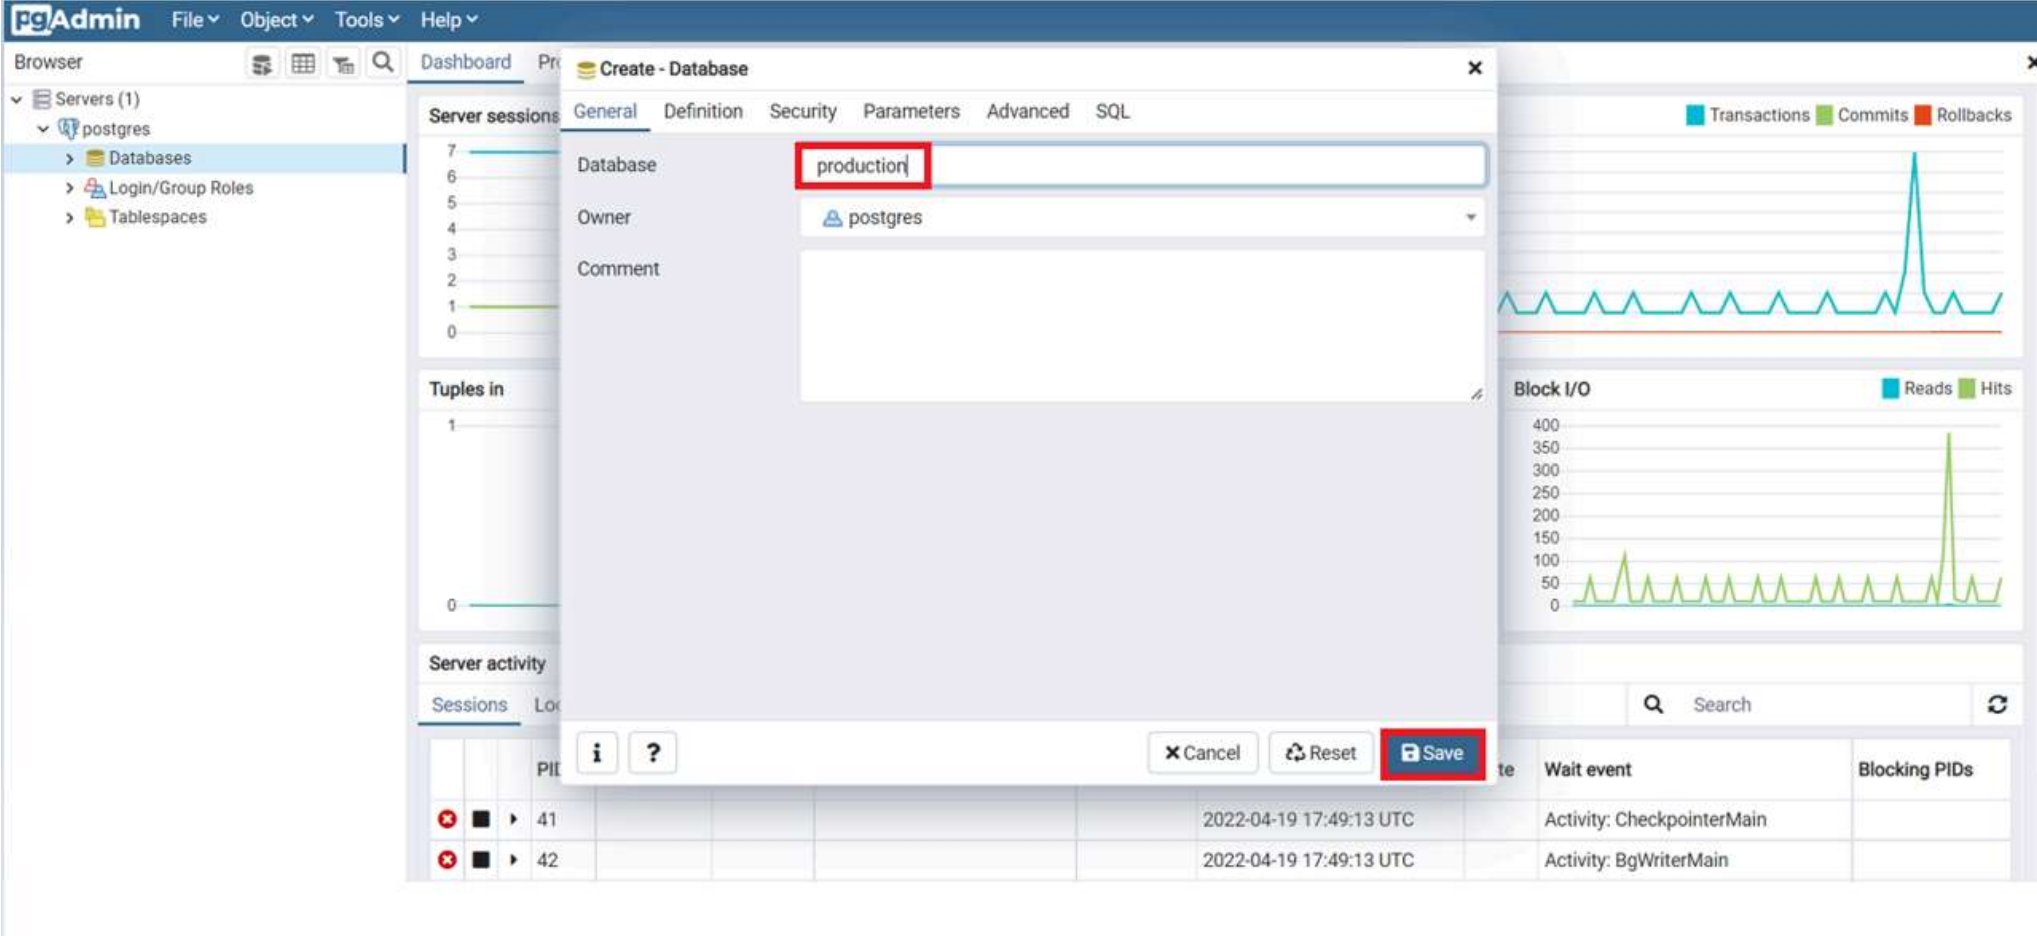 pgAdmin File Object Tools Help
Browser
Servers (1)
postgres
Databases
Login/Group Roles
Tablespaces
Dashboard
Server sessions
7
6
5
4
3
2
1
0
Tuples in
1
0
Create - Database
General Definition Security Parameters Advanced SQL
Database production
Owner postgres
Comment
i ? Cancel Reset Save
Transactions Commits Rollbacks
Block I/O Reads Hits
400
350
300
250
200
150
100
50
0
Server activity
Sessions
Search
Wait event Blocking PIDs
41 2022-04-19 17:49:13 UTC Activity: CheckpointerMain
42 2022-04-19 17:49:13 UTC Activity: BgWriterMain